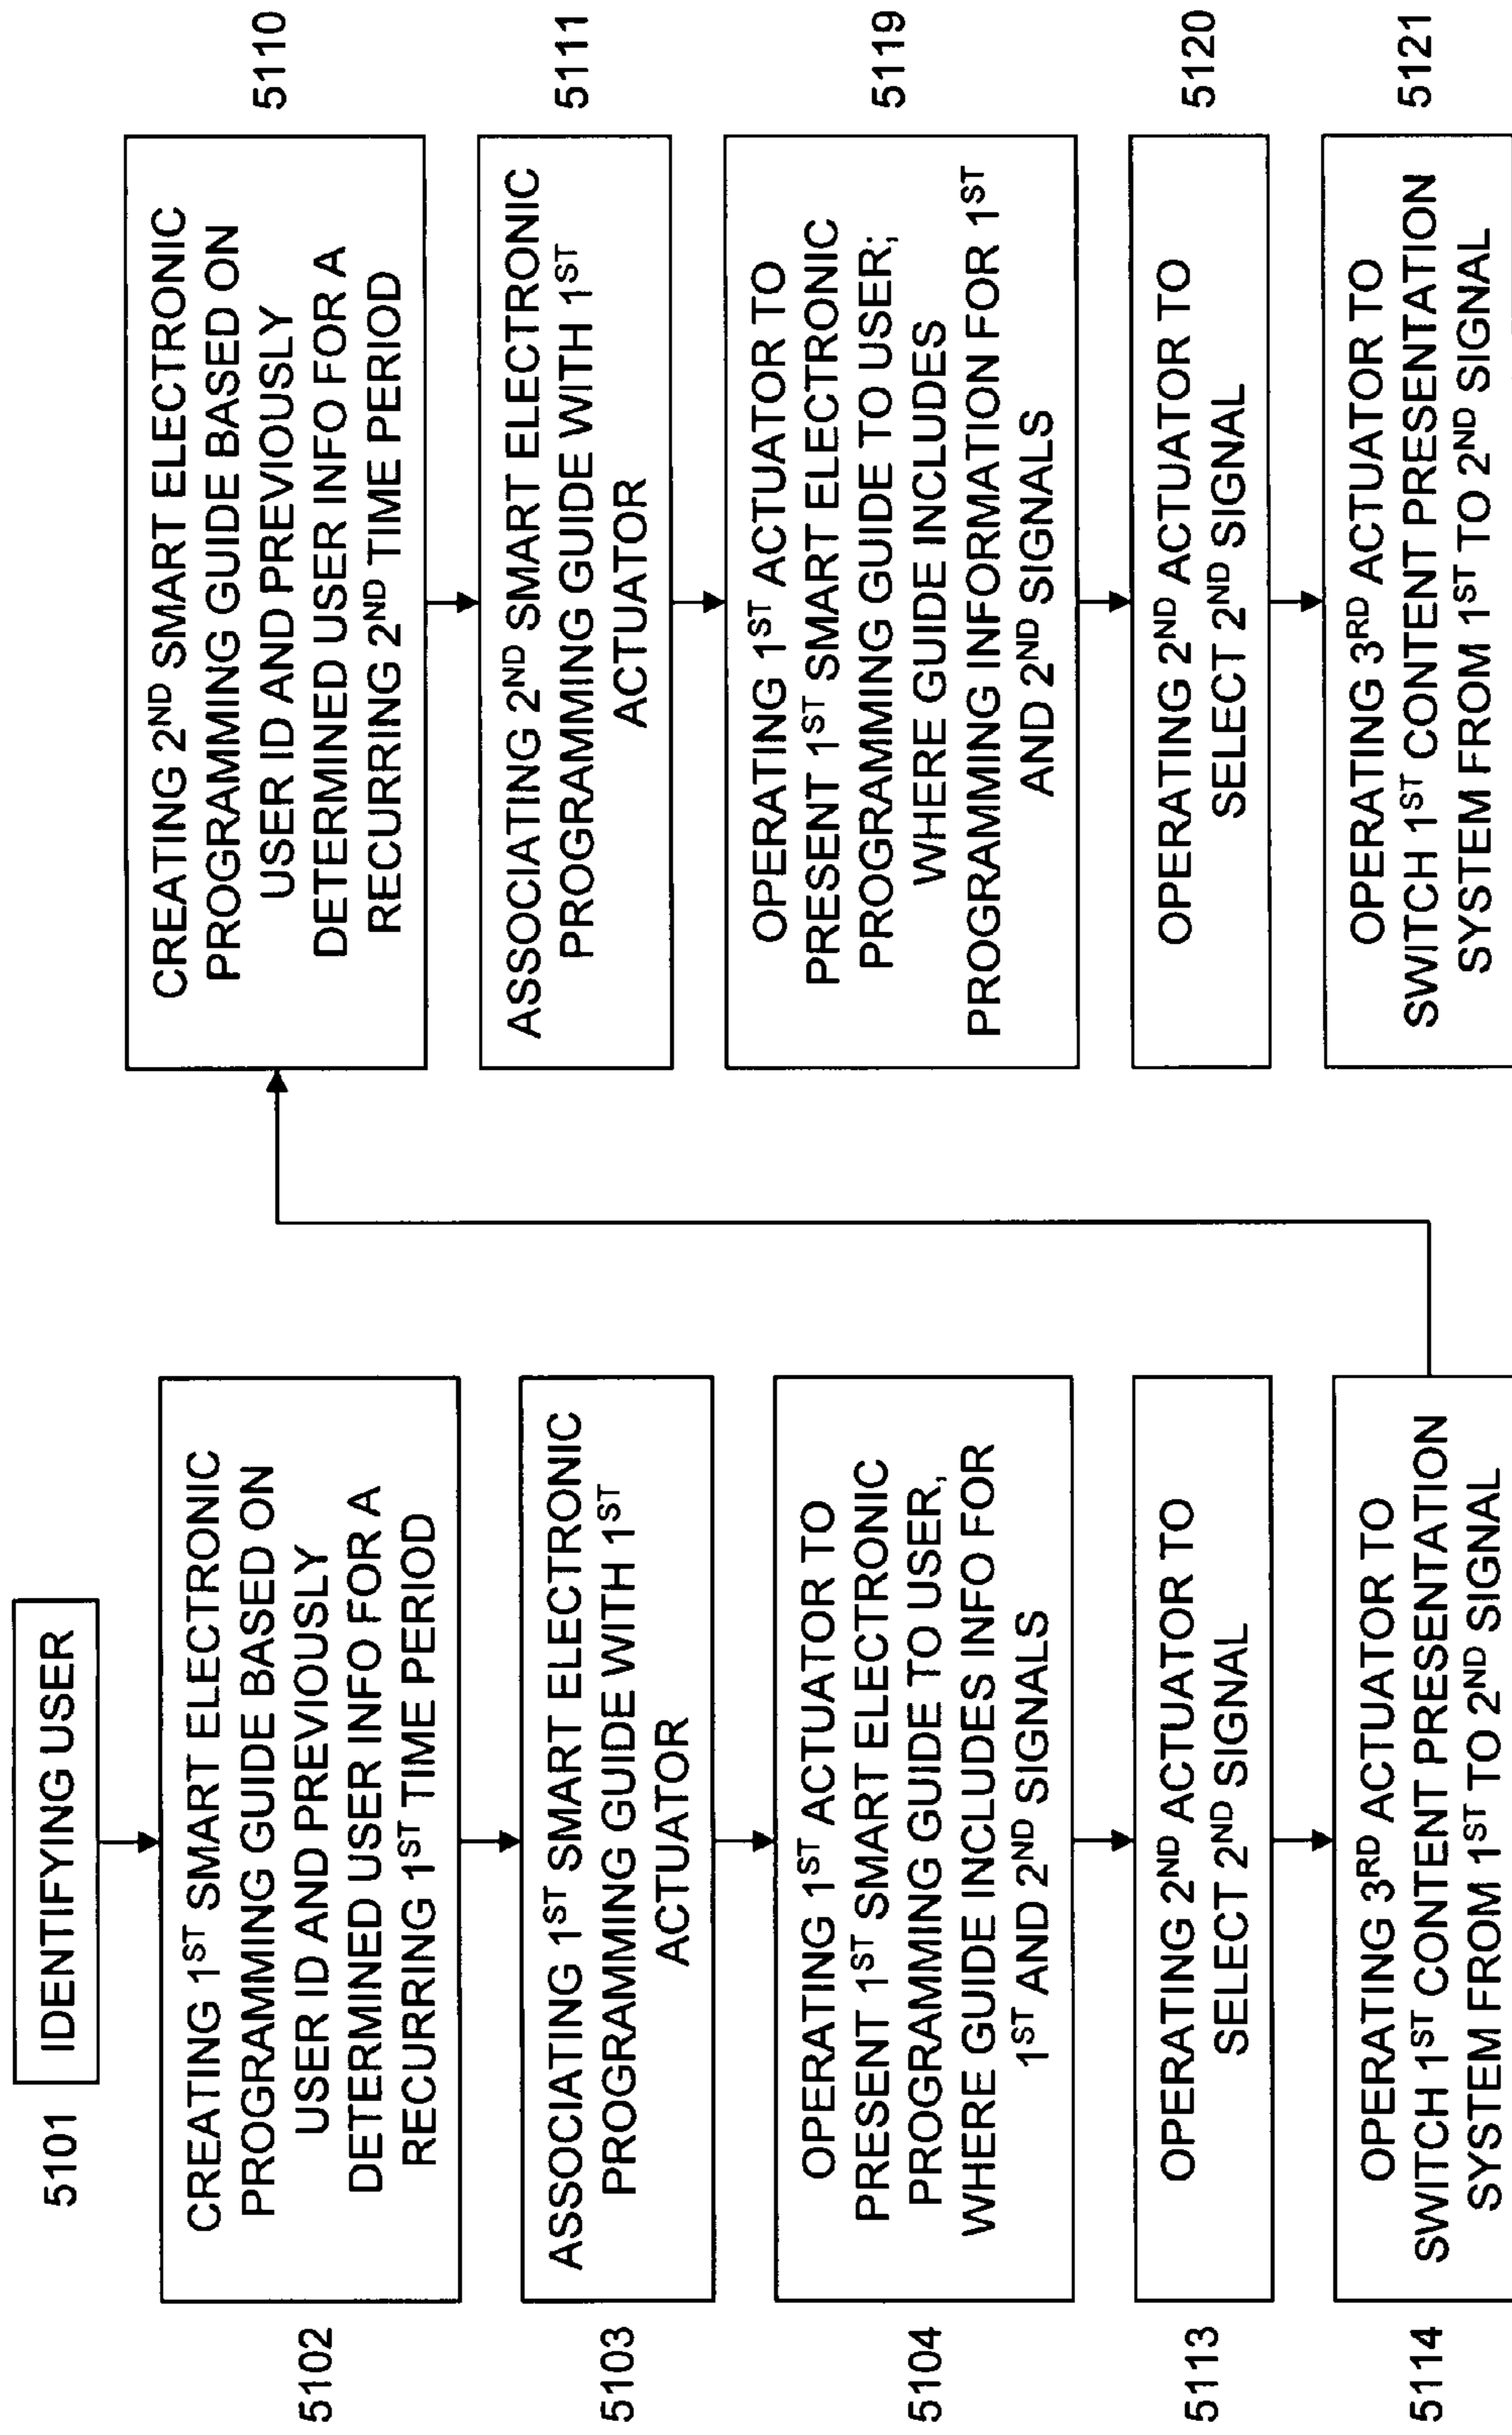 5101 IDENTIFYING USER
5102
CREATING 1ST SMART ELECTRONIC
PROGRAMMING GUIDE BASED ON
USER ID AND PREVIOUSLY
DETERMINED USER INFO FOR A
RECURRING 1ST TIME PERIOD
5103
ASSOCIATING 1ST SMART ELECTRONIC
PROGRAMMING GUIDE WITH 1ST
ACTUATOR
5104
OPERATING 1ST ACTUATOR TO
PRESENT 1ST SMART ELECTRONIC
PROGRAMMING GUIDE TO USER,
WHERE GUIDE INCLUDES INFO FOR
1ST AND 2ND SIGNALS
5113
OPERATING 2ND ACTUATOR TO
SELECT 2ND SIGNAL
5114
OPERATING 3RD ACTUATOR TO
SWITCH 1ST CONTENT PRESENTATION
SYSTEM FROM 1ST TO 2ND SIGNAL
CREATING 2ND SMART ELECTRONIC
PROGRAMMING GUIDE BASED ON
USER ID AND PREVIOUSLY
DETERMINED USER INFO FOR A
RECURRING 2ND TIME PERIOD
5110
ASSOCIATING 2ND SMART ELECTRONIC
PROGRAMMING GUIDE WITH 1ST
ACTUATOR
5111
OPERATING 1ST ACTUATOR TO
PRESENT 1ST SMART ELECTRONIC
PROGRAMMING GUIDE TO USER;
WHERE GUIDE INCLUDES
PROGRAMMING INFORMATION FOR 1ST
AND 2ND SIGNALS
5119
OPERATING 2ND ACTUATOR TO
SELECT 2ND SIGNAL
5120
OPERATING 3RD ACTUATOR TO
SWITCH 1ST CONTENT PRESENTATION
SYSTEM FROM 1ST TO 2ND SIGNAL
5121